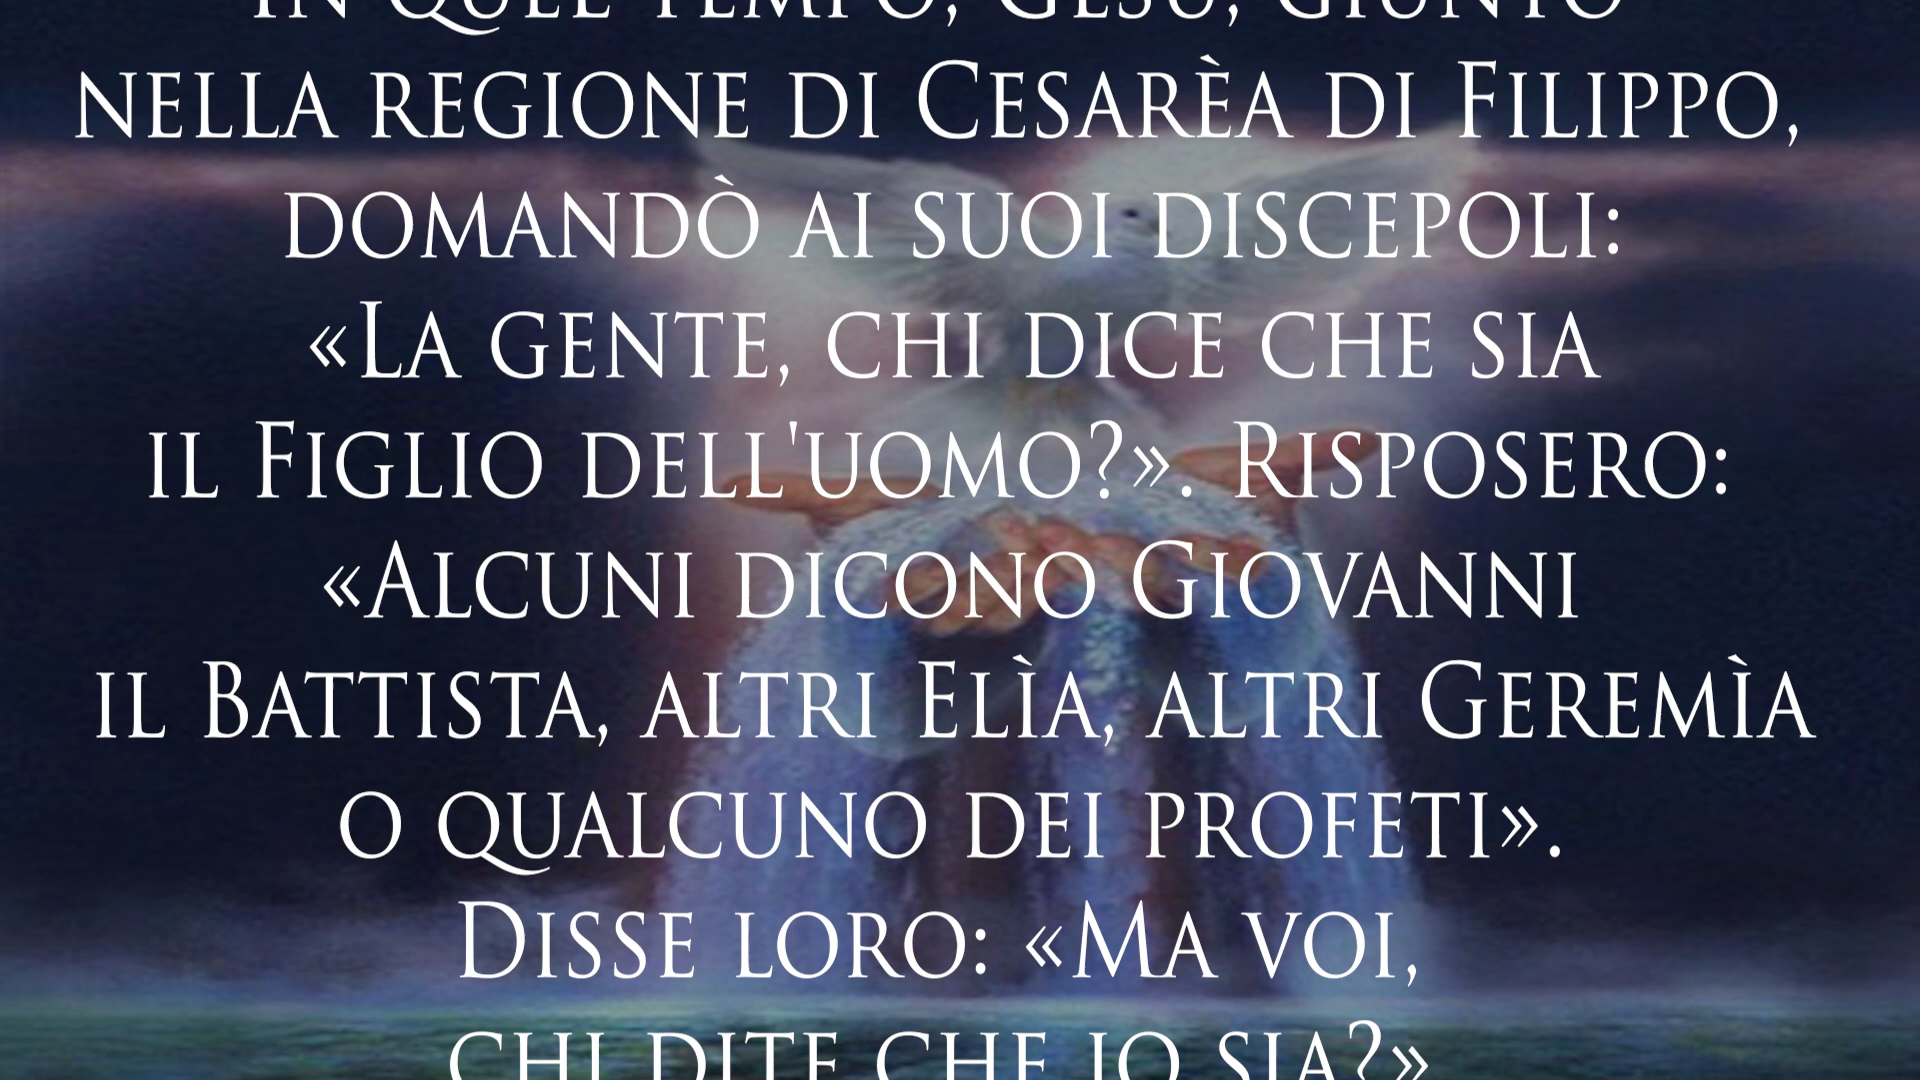 In quel tempo, Gesù, giunto
nella regione di Cesarèa di Filippo,
domandò ai suoi discepoli:
«La gente, chi dice che sia
il Figlio dell'uomo?». Risposero:
«Alcuni dicono Giovanni
il Battista, altri Elìa, altri Geremìa
o qualcuno dei profeti».
Disse loro: «Ma voi,
chi dite che io sia?»